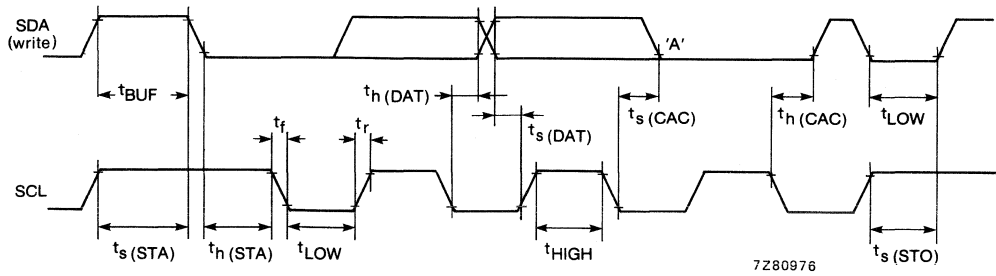 SDA
(write)
'A'
tBUF
th (DAT)
ts (DAT)
ts (CAC)
th (CAC)
tLOW
tf
tr
SCL
ts (STA)
th (STA)
tLOW
tHIGH
ts (STO)
7Z80976